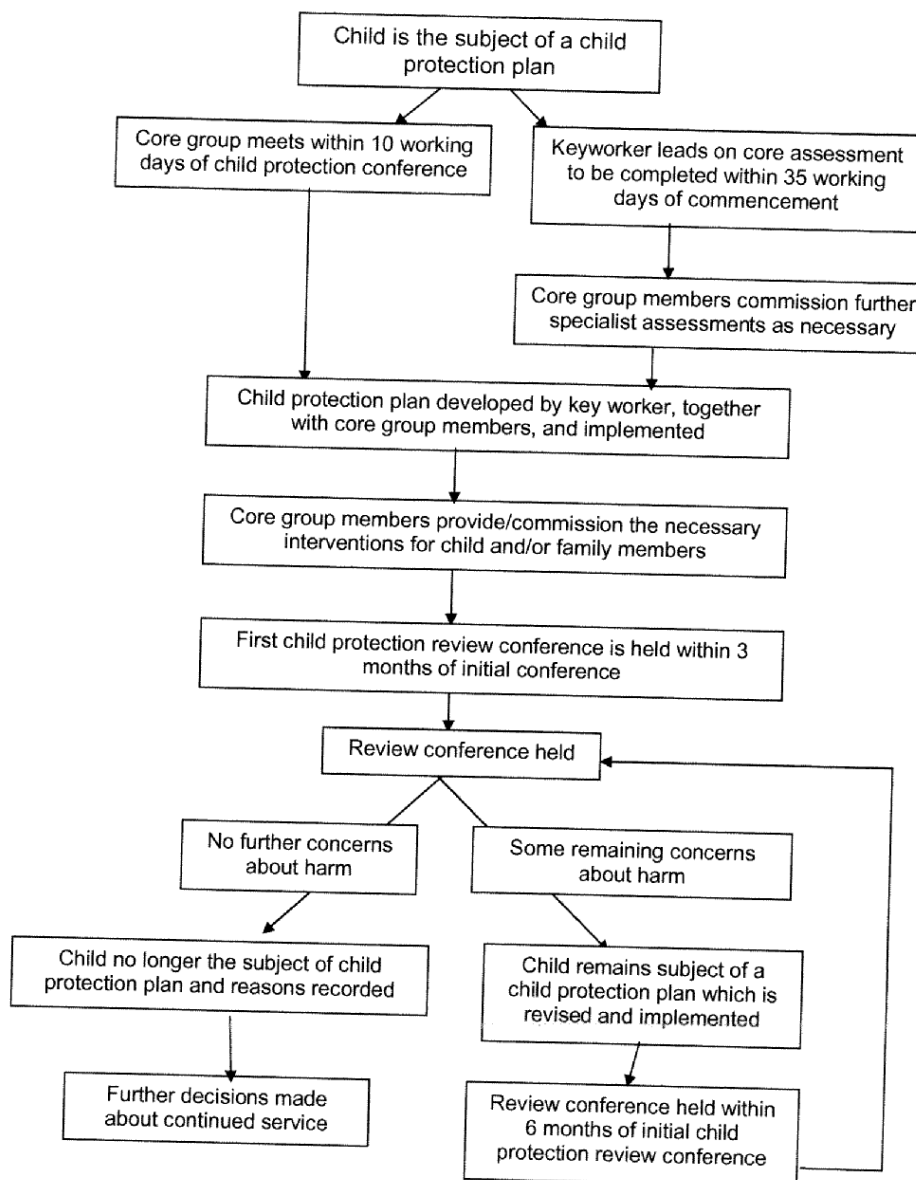 Child is the subject of a child
protection plan
Core group meets within 10 working
days of child protection conference
Keyworker leads on core assessment
to be completed within 35 working
days of commencement
Core group members commission further
specialist assessments as necessary
Child protection plan developed by key worker, together
with core group members, and implemented
Core group members provide/commission the necessary
interventions for child and/or family members
First child protection review conference is held within 3
months of initial conference
Review conference held
No further concerns
about harm
Some remaining concerns
about harm
Child no longer the subject of child
protection plan and reasons recorded
Child remains subject of a
child protection plan which is
revised and implemented
Further decisions made
about continued service
Review conference held within
6 months of initial child
protection review conference